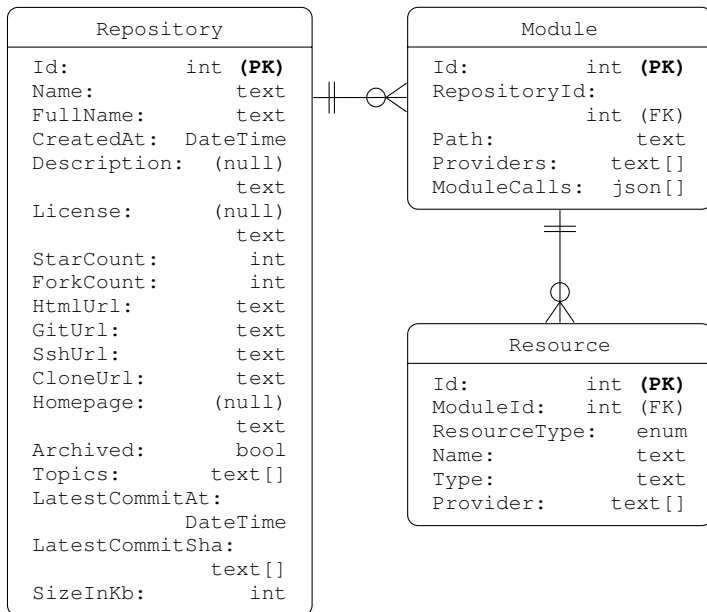 Repository
Id: int (PK)
Name: text
FullName: text
CreatedAt: DateTime
Description: (null)
text
License: (null)
text
StarCount: int
ForkCount: int
HtmlUrl: text
GitUrl: text
SshUrl: text
CloneUrl: text
Homepage: (null)
text
Archived: bool
Topics: text[]
LatestCommitAt:
DateTime
LatestCommitSha:
text[]
SizeInKb: int
Module
Id: int (PK)
RepositoryId:
int (FK)
Path: text
Providers: text[]
ModuleCalls: json[]
Resource
Id: int (PK)
ModuleId: int (FK)
ResourceType: enum
Name: text
Type: text
Provider: text[]